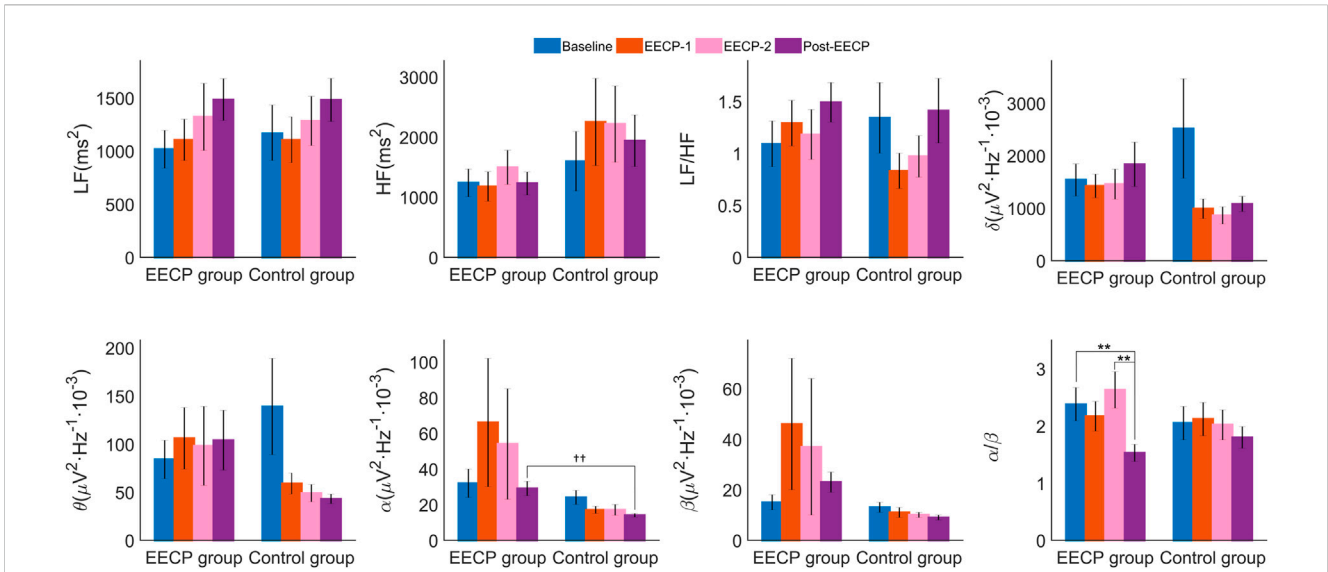 Baseline EECP-1 EECP-2 Post-EECP
LF(ms²)
1500
1000
500
0
EECP group Control group
HF(ms²)
3000
2000
1000
0
EECP group Control group
LF/HF
1.5
1
0.5
0
EECP group Control group
δ(μV²·Hz⁻¹·10⁻³)
3000
2000
1000
0
EECP group Control group
θ(μV²·Hz⁻¹·10⁻³)
200
150
100
50
0
EECP group Control group
α(μV²·Hz⁻¹·10⁻³)
100
80
60
40
20
0
††
EECP group Control group
β(μV²·Hz⁻¹·10⁻³)
60
40
20
0
EECP group Control group
α/β
3
2
1
0
**
**
EECP group Control group